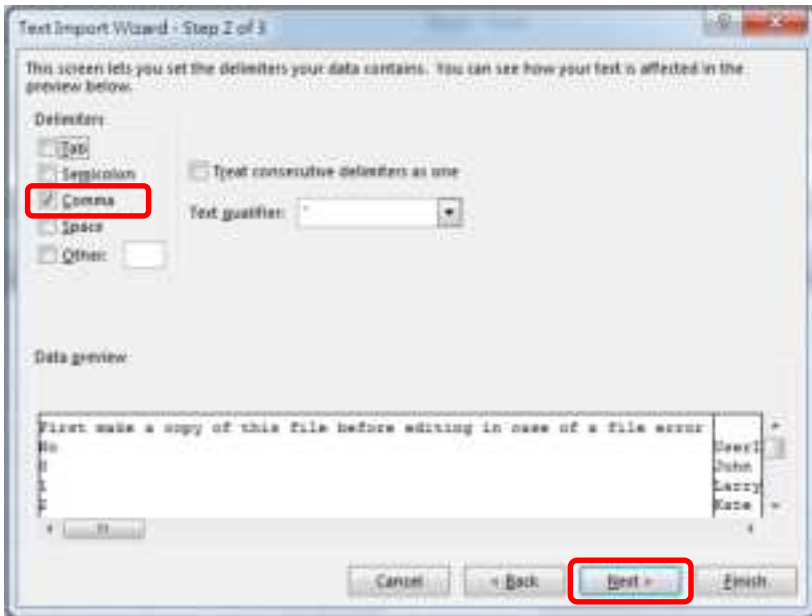 Text Import Wizard - Step 2 of 3
This screen lets you set the delimiters your data contains. You can see how your text is affected in the
preview below.
Delimiters
Tab
Semicolon
Comma
Space
Other:
Treat consecutive delimiters as one
Text qualifier:
Data preview
First make a copy of this file before editing in case of a file error
No UserI
0 John
1 Larry
Kate
Cancel
< Back
Next >
Finish